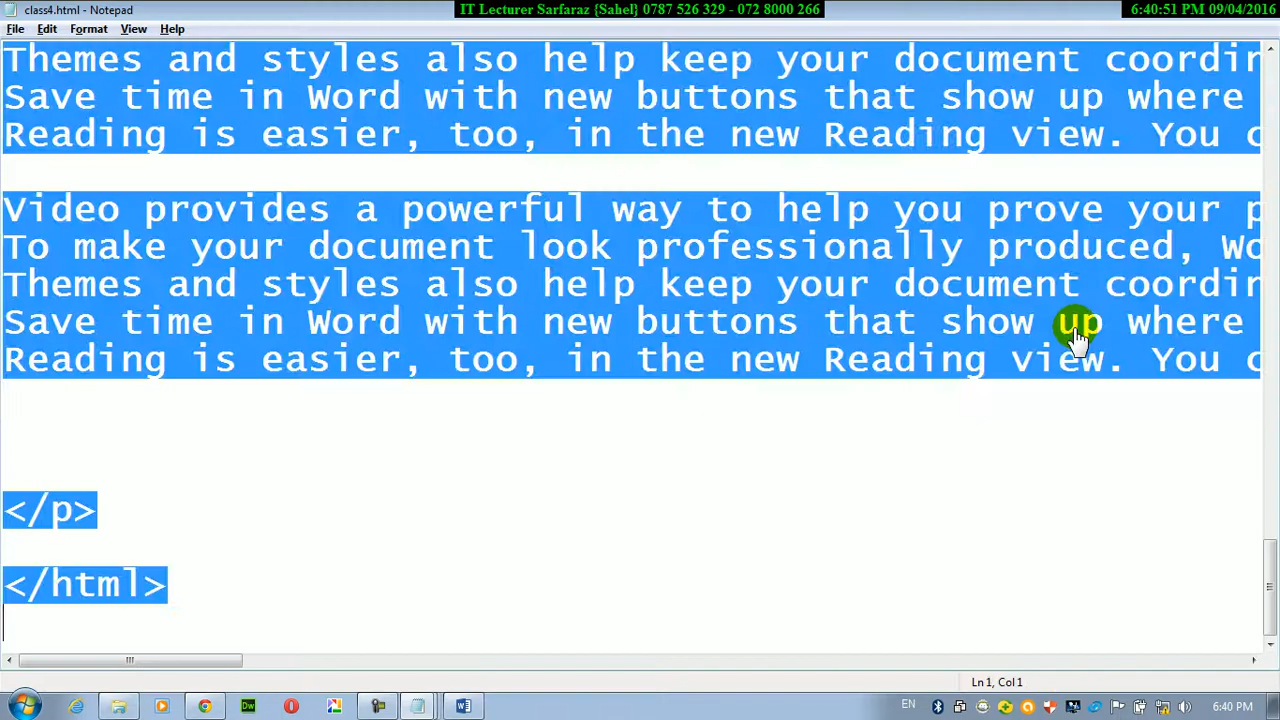 class4.html - Notepad
IT Lecturer Sarfaraz {Sahel} 0787 526 329 - 072 8000 266
6:40:51 PM 09/04/2016
File Edit Format View Help
Themes and styles also help keep your document coordin
Save time in Word with new buttons that show up where
Reading is easier, too, in the new Reading view. You c
Video provides a powerful way to help you prove your p
To make your document look professionally produced, Wo
Themes and styles also help keep your document coordin
Save time in Word with new buttons that show up where
Reading is easier, too, in the new Reading view. You c
</p>
</html>
Ln 1, Col 1
Dw
EN
6:40 PM